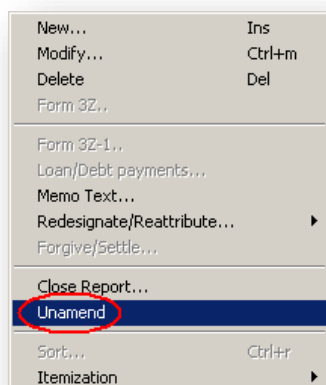 New... Ins
Modify... Ctrl+m
Delete Del
Form 3Z..
Form 3Z-1..
Loan/Debt payments...
Memo Text...
Redesignate/Reattribute...
Forgive/Settle...
Close Report...
Unamend
Sort... Ctrl+r
Itemization